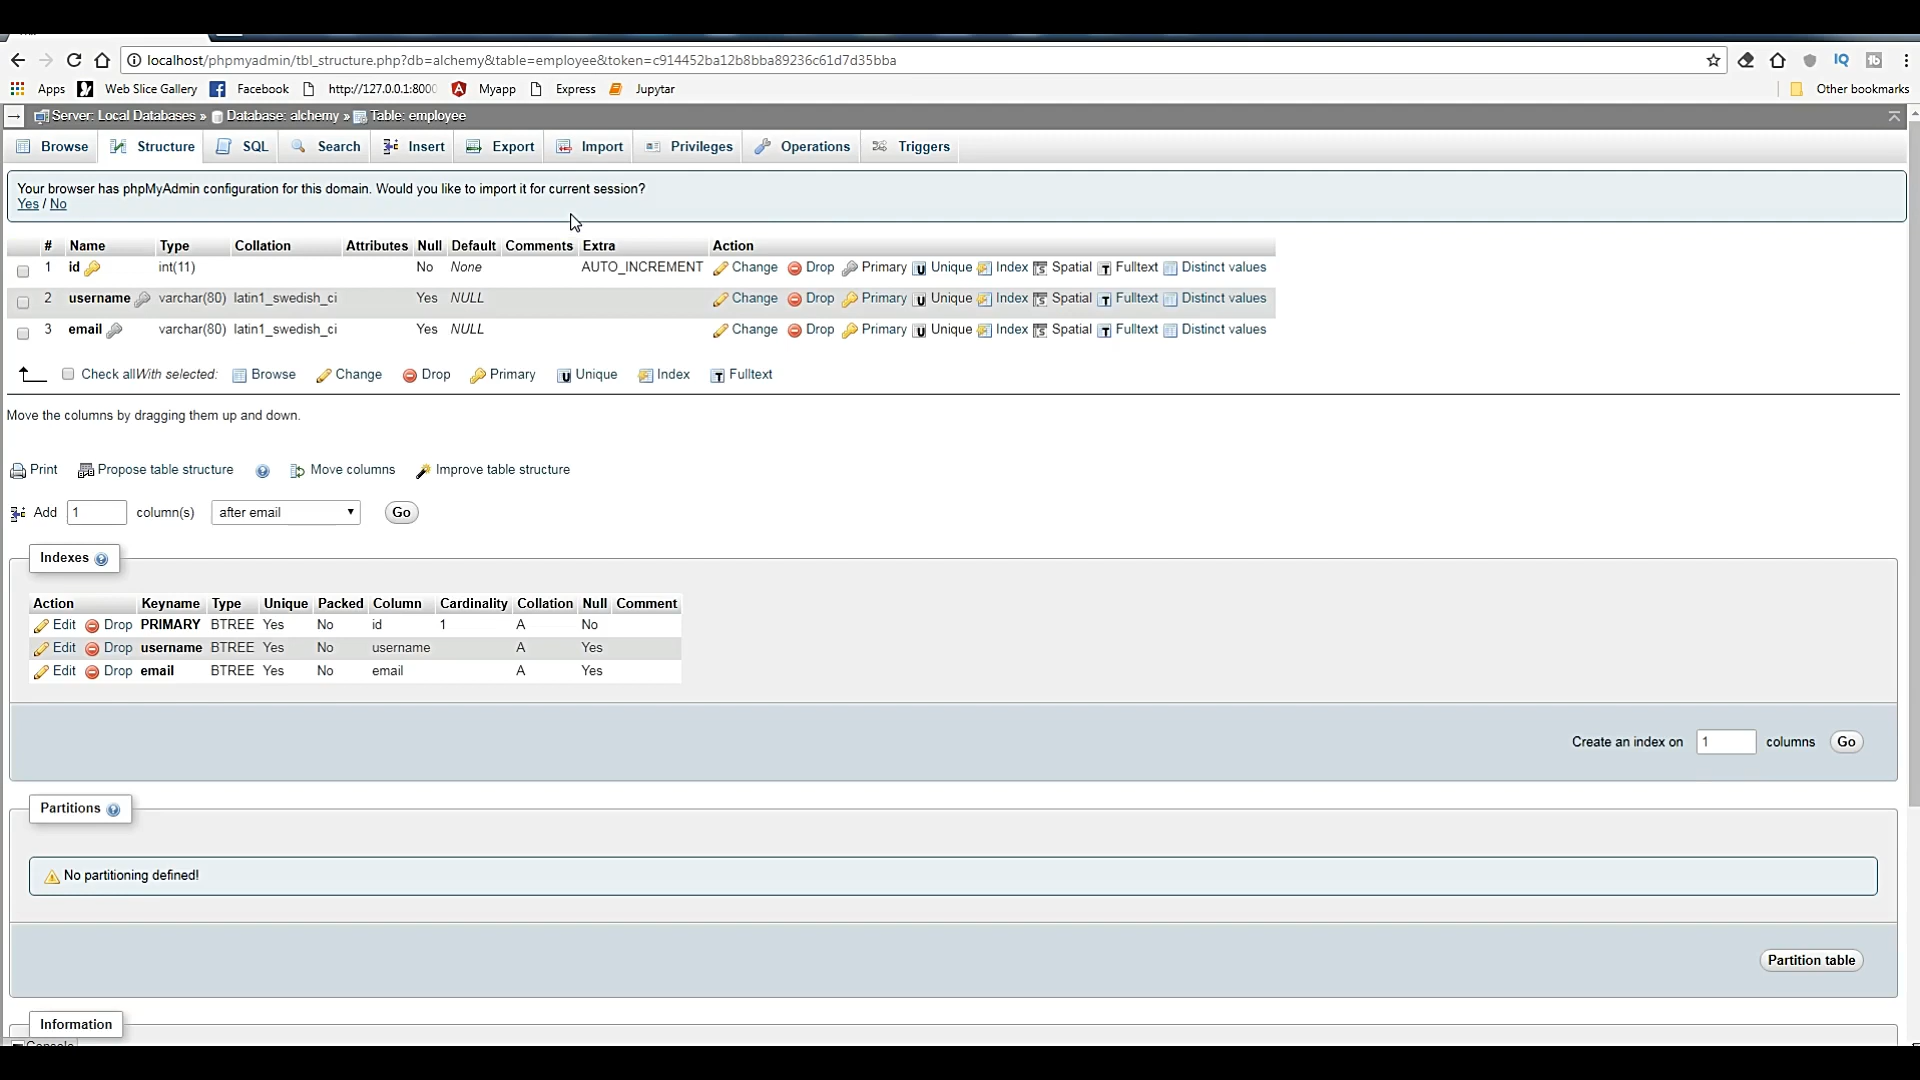 localhost/phpmyadmin/tbl_structure.php?db=alchemy&table=employee&token=c914452ba12b8bba89236c61d7d35bba
IQ
Apps Web Slice Gallery Facebook http://127.0.0.1:8000 Myapp Express Jupytar Other bookmarks
Server: Local Databases » Database: alchemy » Table: employee
Browse Structure SQL Search Insert Export Import Privileges Operations Triggers
Your browser has phpMyAdmin configuration for this domain. Would you like to import it for current session?
Yes / No
# Name Type Collation Attributes Null Default Comments Extra Action
1 id int(11) No None AUTO_INCREMENT Change Drop Primary Unique Index Spatial Fulltext Distinct values
2 username varchar(80) latin1_swedish_ci Yes NULL Change Drop Primary Unique Index Spatial Fulltext Distinct values
3 email varchar(80) latin1_swedish_ci Yes NULL Change Drop Primary Unique Index Spatial Fulltext Distinct values
Check all With selected: Browse Change Drop Primary Unique Index Fulltext
Move the columns by dragging them up and down.
Print Propose table structure Move columns Improve table structure
Add 1 column(s) after email Go
Indexes
Action Keyname Type Unique Packed Column Cardinality Collation Null Comment
Edit Drop PRIMARY BTREE Yes No id 1 A No
Edit Drop username BTREE Yes No username A Yes
Edit Drop email BTREE Yes No email A Yes
Create an index on 1 columns Go
Partitions
No partitioning defined!
Partition table
Information
Console